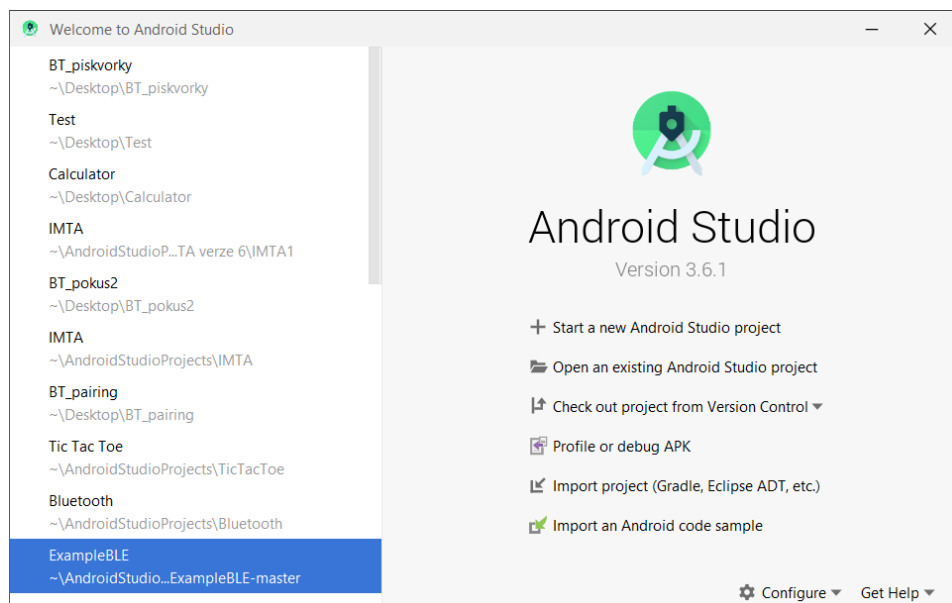 Welcome to Android Studio
BT_piskvorky
~\Desktop\BT_piskvorky
Test
~\Desktop\Test
Calculator
~\Desktop\Calculator
IMTA
~\AndroidStudioP...TA verze 6\IMTA1
BT_pokus2
~\Desktop\BT_pokus2
IMTA
~\AndroidStudioProjects\IMTA
BT_pairing
~\Desktop\BT_pairing
Tic Tac Toe
~\AndroidStudioProjects\TicTacToe
Bluetooth
~\AndroidStudioProjects\Bluetooth
ExampleBLE
~\AndroidStudio...ExampleBLE-master
Android Studio
Version 3.6.1
Start a new Android Studio project
Open an existing Android Studio project
Check out project from Version Control
Profile or debug APK
Import project (Gradle, Eclipse ADT, etc.)
Import an Android code sample
Configure Get Help